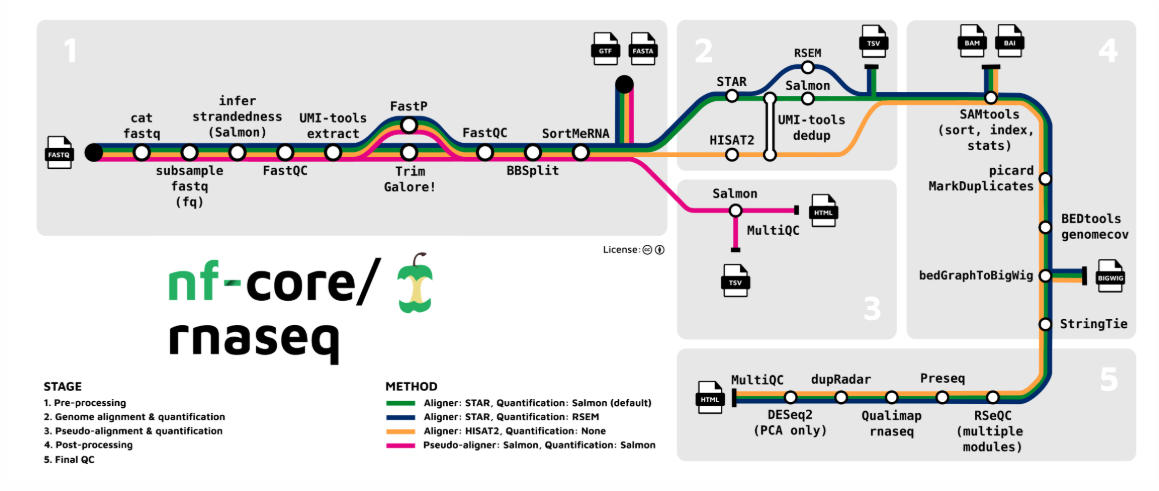 1
GTF
FASTA
cat
fastq
infer
strandedness
(Salmon)
UMI-tools
extract
FastP
FastQC
SortMeRNA
FASTQ
subsample
fastq
(fq)
FastQC
Trim
Galore!
BBSplit
2
TSV
RSEM
STAR
Salmon
UMI-tools
dedup
HISAT2
Salmon
HTML
MultiQC
TSV
3
BAM
BAI
4
SAMtools
(sort, index,
stats)
picard
MarkDuplicates
BEDtools
genomecov
bedGraphToBigWig
BIGWIG
StringTie
5
HTML
MultiQC
dupRadar
Preseq
DESeq2
(PCA only)
Qualimap
rnaseq
RSeQC
(multiple
modules)
License:
nf-core/
rnaseq
STAGE
1. Pre-processing
2. Genome alignment & quantification
3. Pseudo-alignment & quantification
4. Post-processing
5. Final QC
METHOD
Aligner: STAR, Quantification: Salmon (default)
Aligner: STAR, Quantification: RSEM
Aligner: HISAT2, Quantification: None
Pseudo-aligner: Salmon, Quantification: Salmon